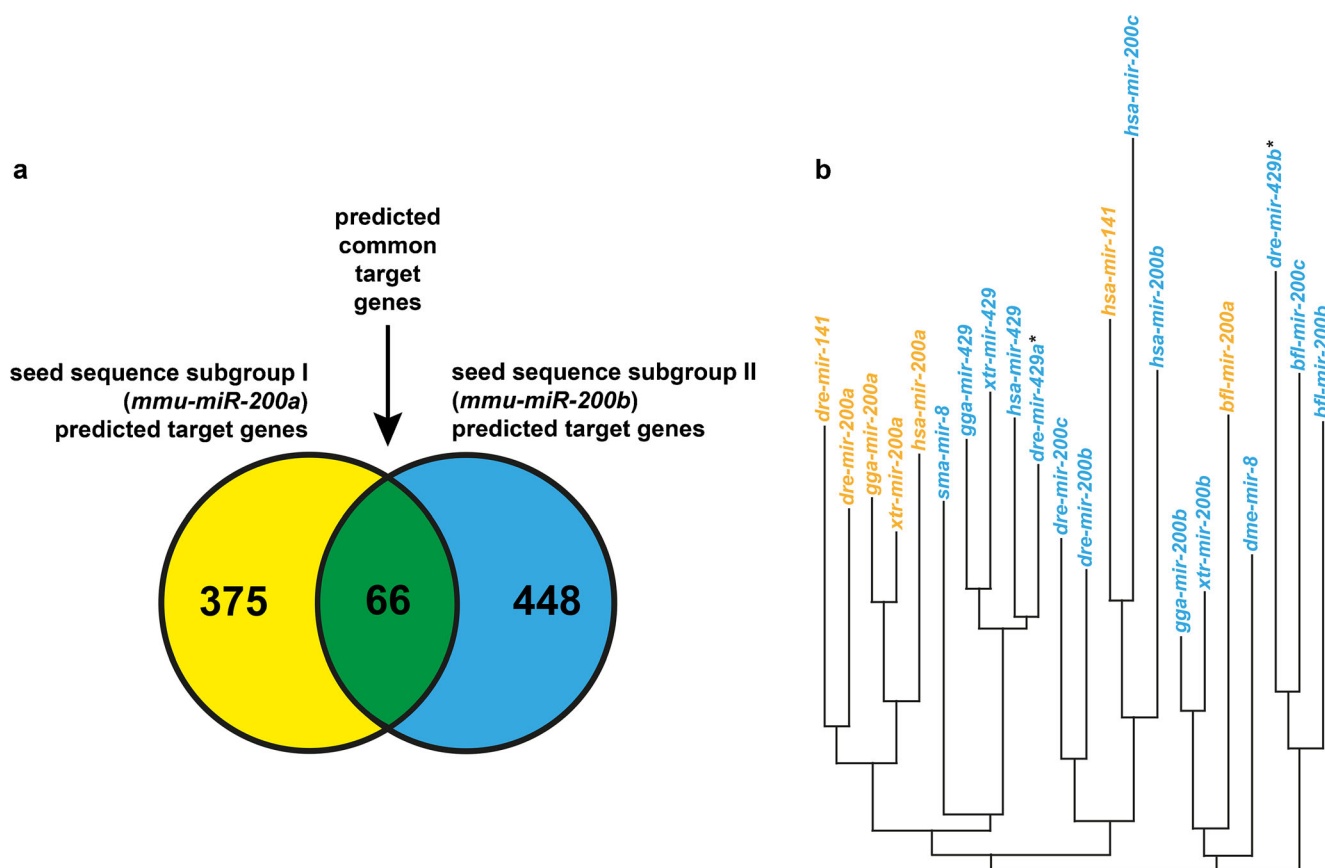 a
predicted
common
target
genes
seed sequence subgroup I
(mmu-miR-200a)
predicted target genes
seed sequence subgroup II
(mmu-miR-200b)
predicted target genes
375
66
448
b
dre-mir-141
dre-mir-200a
gga-mir-200a
xtr-mir-200a
hsa-mir-200a
sma-mir-8
gga-mir-429
xtr-mir-429
hsa-mir-429
dre-mir-429a*
dre-mir-200c
dre-mir-200b
hsa-mir-141
hsa-mir-200c
hsa-mir-200b
gga-mir-200b
xtr-mir-200b
bfl-mir-200a
dme-mir-8
dre-mir-429b*
bfl-mir-200c
bfl-mir-200b